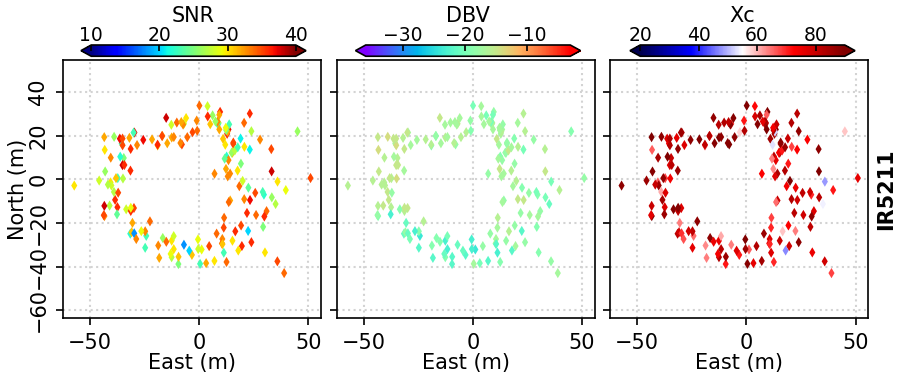 SNR DBV Xc
10 20 30 40 −30 −20 −10 20 40 60 80
North (m)
40
20
0
−20
−40
−60
IR5211
−50 0 50 −50 0 50 −50 0 50
East (m) East (m) East (m)